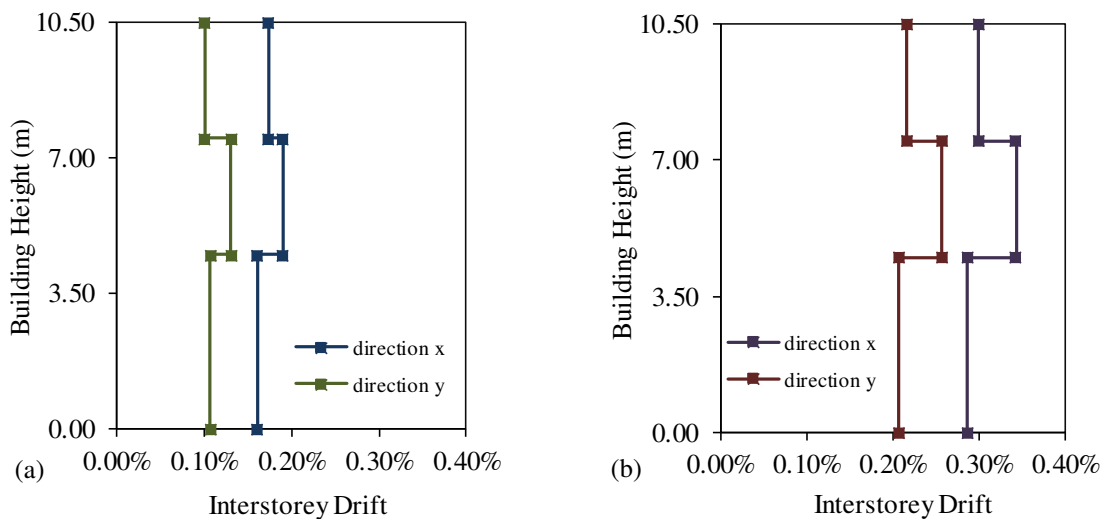 10.50
7.00
3.50
0.00
Building Height (m)
direction x
direction y
0.00% 0.10% 0.20% 0.30% 0.40%
(a)
Interstorey Drift
10.50
7.00
3.50
0.00
Building Height (m)
direction x
direction y
0.00% 0.10% 0.20% 0.30% 0.40%
(b)
Interstorey Drift